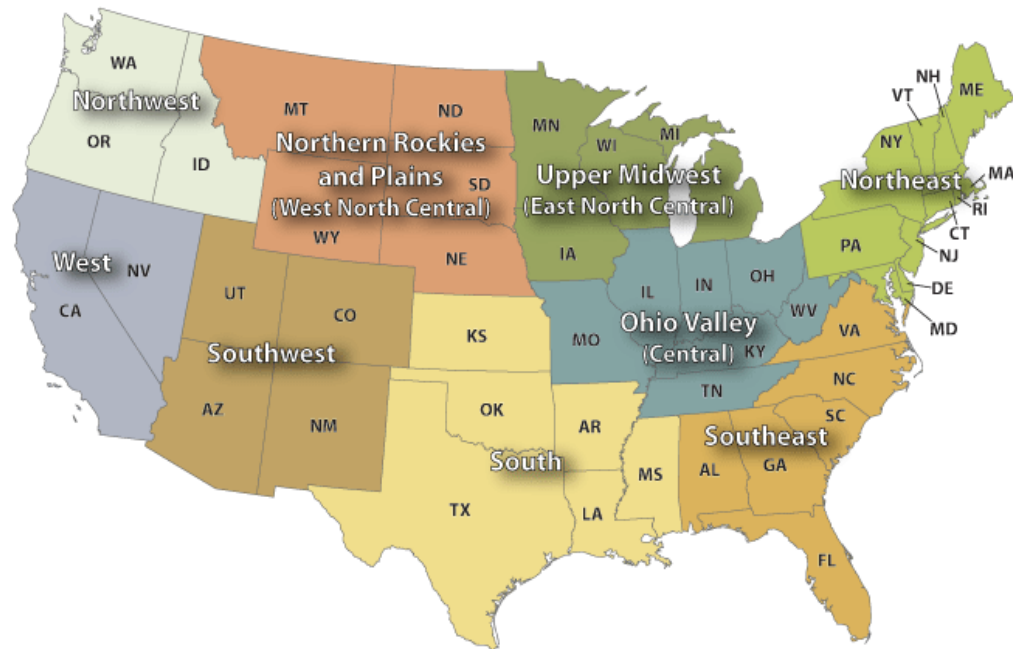 WA
Northwest
OR
ID
MT
ND
Northern Rockies
and Plains
(West North Central)
SD
WY
NE
MN
WI
MI
Upper Midwest
(East North Central)
IA
NH
VT
ME
NY
Northeast
MA
RI
CT
PA
NJ
DE
MD
West
NV
CA
UT
CO
Southwest
AZ
NM
KS
OK
AR
South
TX
LA
MS
IL
IN
OH
WV
MO
Ohio Valley
(Central)
KY
TN
VA
NC
SC
Southeast
AL
GA
FL